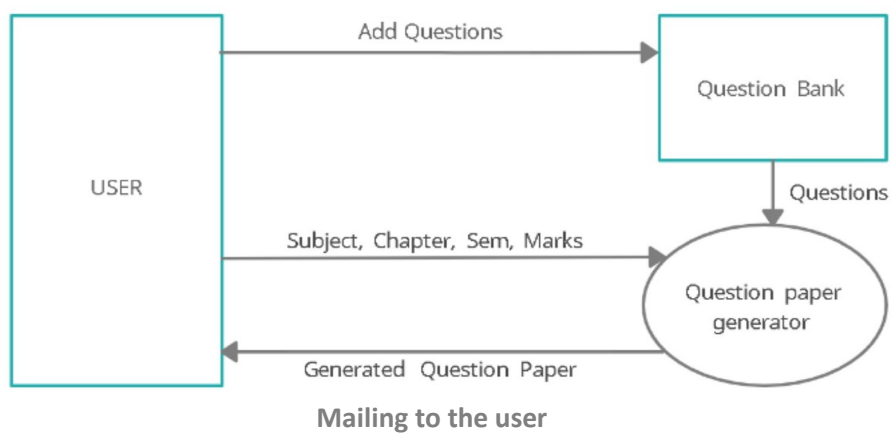 Add Questions
Question Bank
USER
Questions
Subject, Chapter, Sem, Marks
Question paper
generator
Generated Question Paper
Mailing to the user